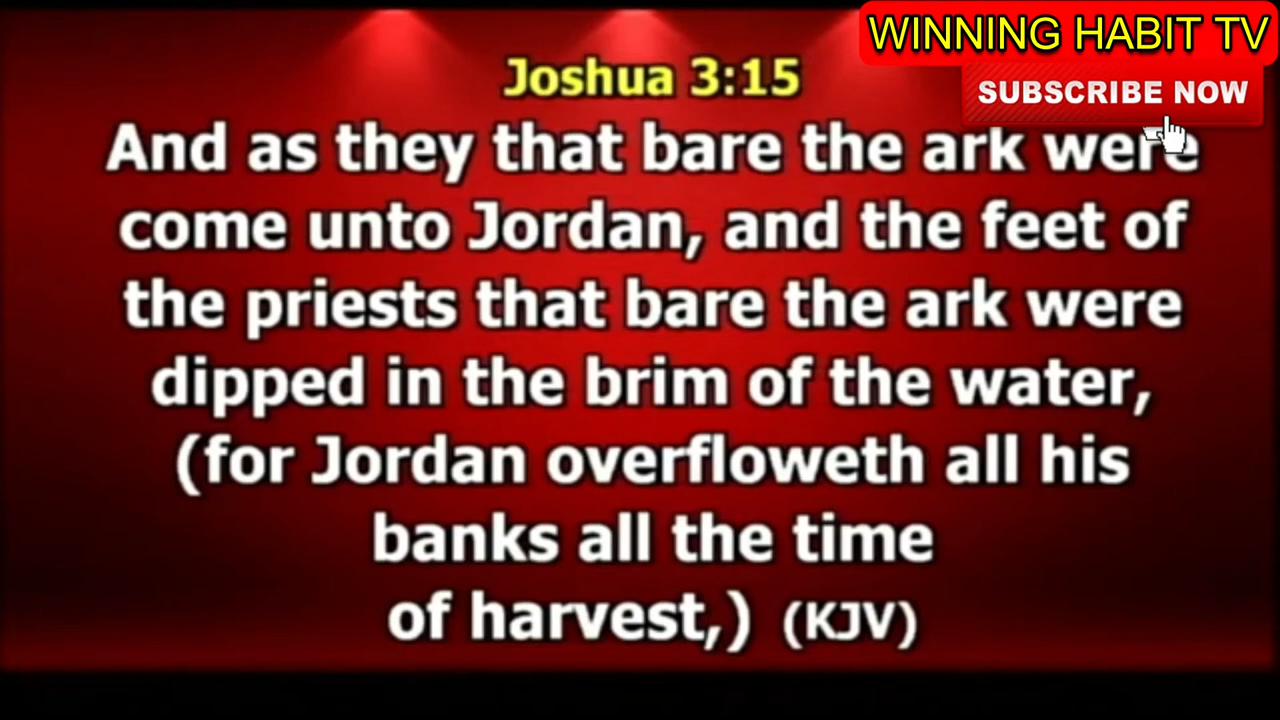 WINNING HABIT TV
SUBSCRIBE NOW
Joshua 3:15
And as they that bare the ark were
come unto Jordan, and the feet of
the priests that bare the ark were
dipped in the brim of the water,
(for Jordan overfloweth all his
banks all the time
of harvest,) (KJV)